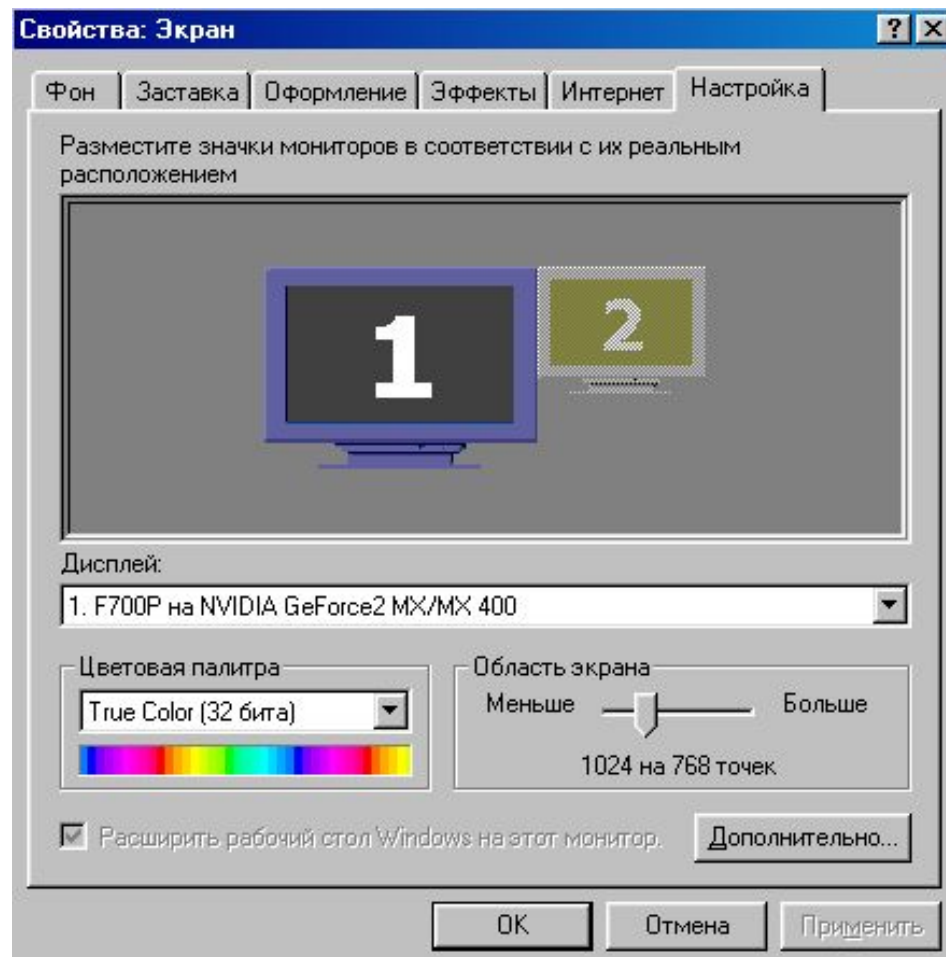 Свойства: Экран
Фон Заставка Оформление Эффекты Интернет Настройка
Разместите значки мониторов в соответствии с их реальным
расположением
1 2
Дисплей:
1. F700P на NVIDIA GeForce2 MX/MX 400
Цветовая палитра
True Color (32 бита)
Область экрана
Меньше Больше
1024 на 768 точек
Расширить рабочий стол Windows на этот монитор.
Дополнительно...
OK Отмена Применить